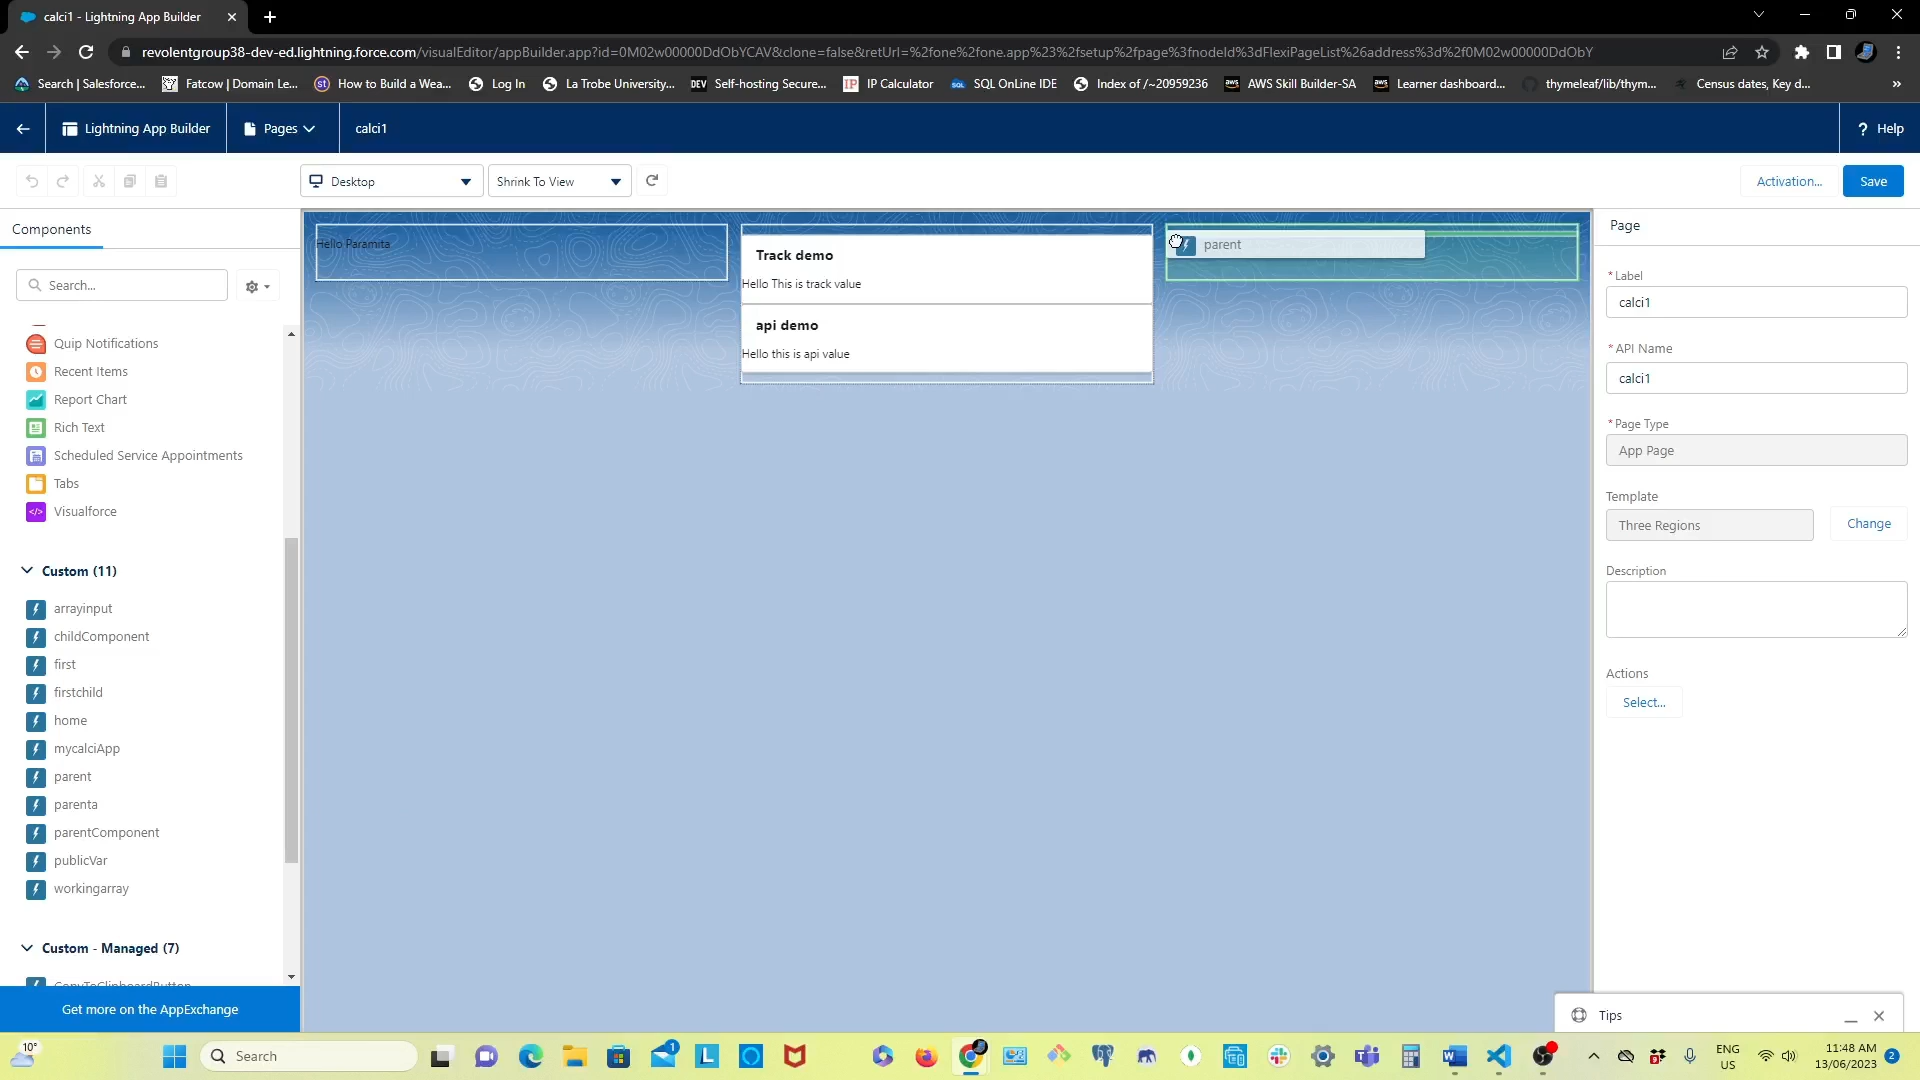 calci1 - Lightning App Builder
revolentgroup38-dev-ed.lightning.force.com/visualEditor/appBuilder.app?id=0M02w00000DdObYCAV&clone=false&retUrl=%2fone%2fone.app%23%2fsetup%2fpage%3fnodeId%3dFlexiPageList%26address%3d%2f0M02w00000DdObY
Search | Salesforce...
Fatcow | Domain Le...
How to Build a Wea...
Log In
La Trobe University...
DEV
Self-hosting Secure...
IP Calculator
SQL OnLine IDE
Index of /~20959236
AWS Skill Builder-SA
Learner dashboard...
thymeleaf/lib/thym...
Census dates, Key d...
»
Lightning App Builder
Pages
calci1
? Help
Desktop
Shrink To View
Activation...
Save
Components
Search...
Quip Notifications
Recent Items
Report Chart
Rich Text
Scheduled Service Appointments
Tabs
Visualforce
Custom (11)
arrayinput
childComponent
first
firstchild
home
mycalciApp
parent
parenta
parentComponent
publicVar
workingarray
Custom - Managed (7)
CopyToClipboardButton
Get more on the AppExchange
Hello Paramita
Track demo
Hello This is track value
api demo
Hello this is api value
parent
Page
*Label
calci1
*API Name
calci1
*Page Type
App Page
Template
Three Regions
Change
Description
Actions
Select...
Tips
10°
Search
1
ENG
US
11:48 AM
13/06/2023
2